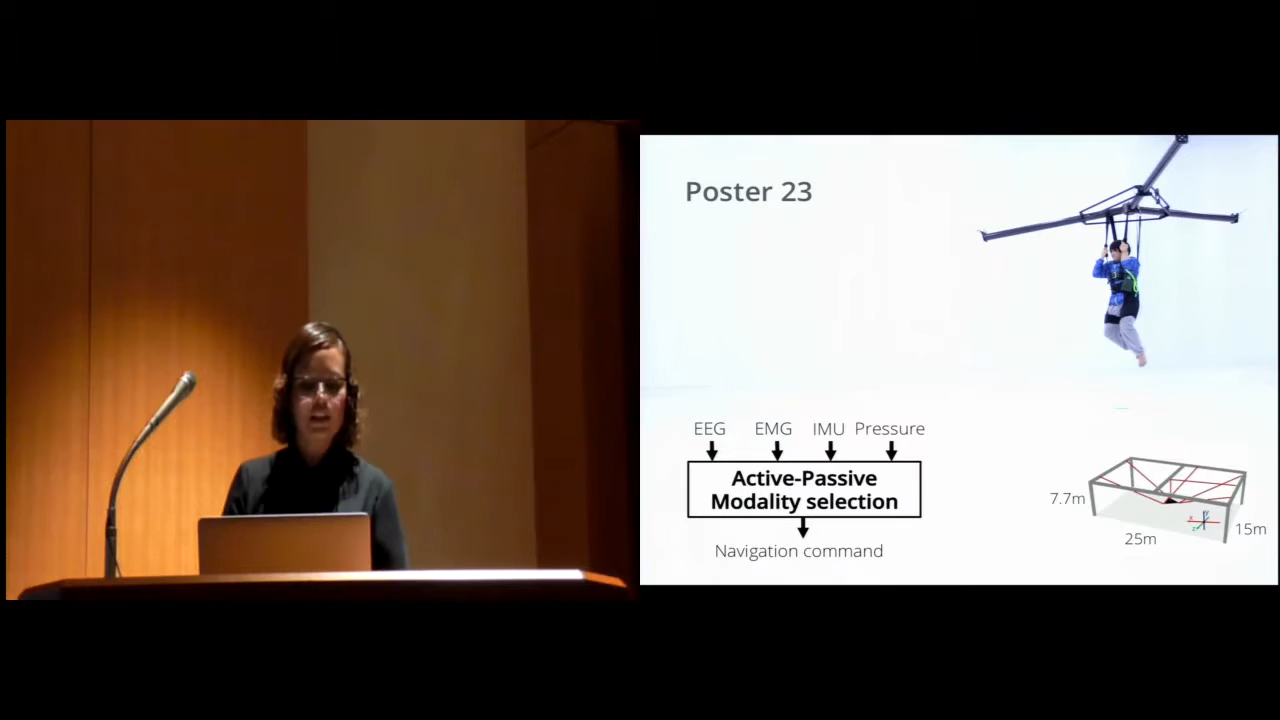 Poster 23
EEG EMG IMU Pressure
Active-Passive
Modality selection
Navigation command
7.7m
25m
15m